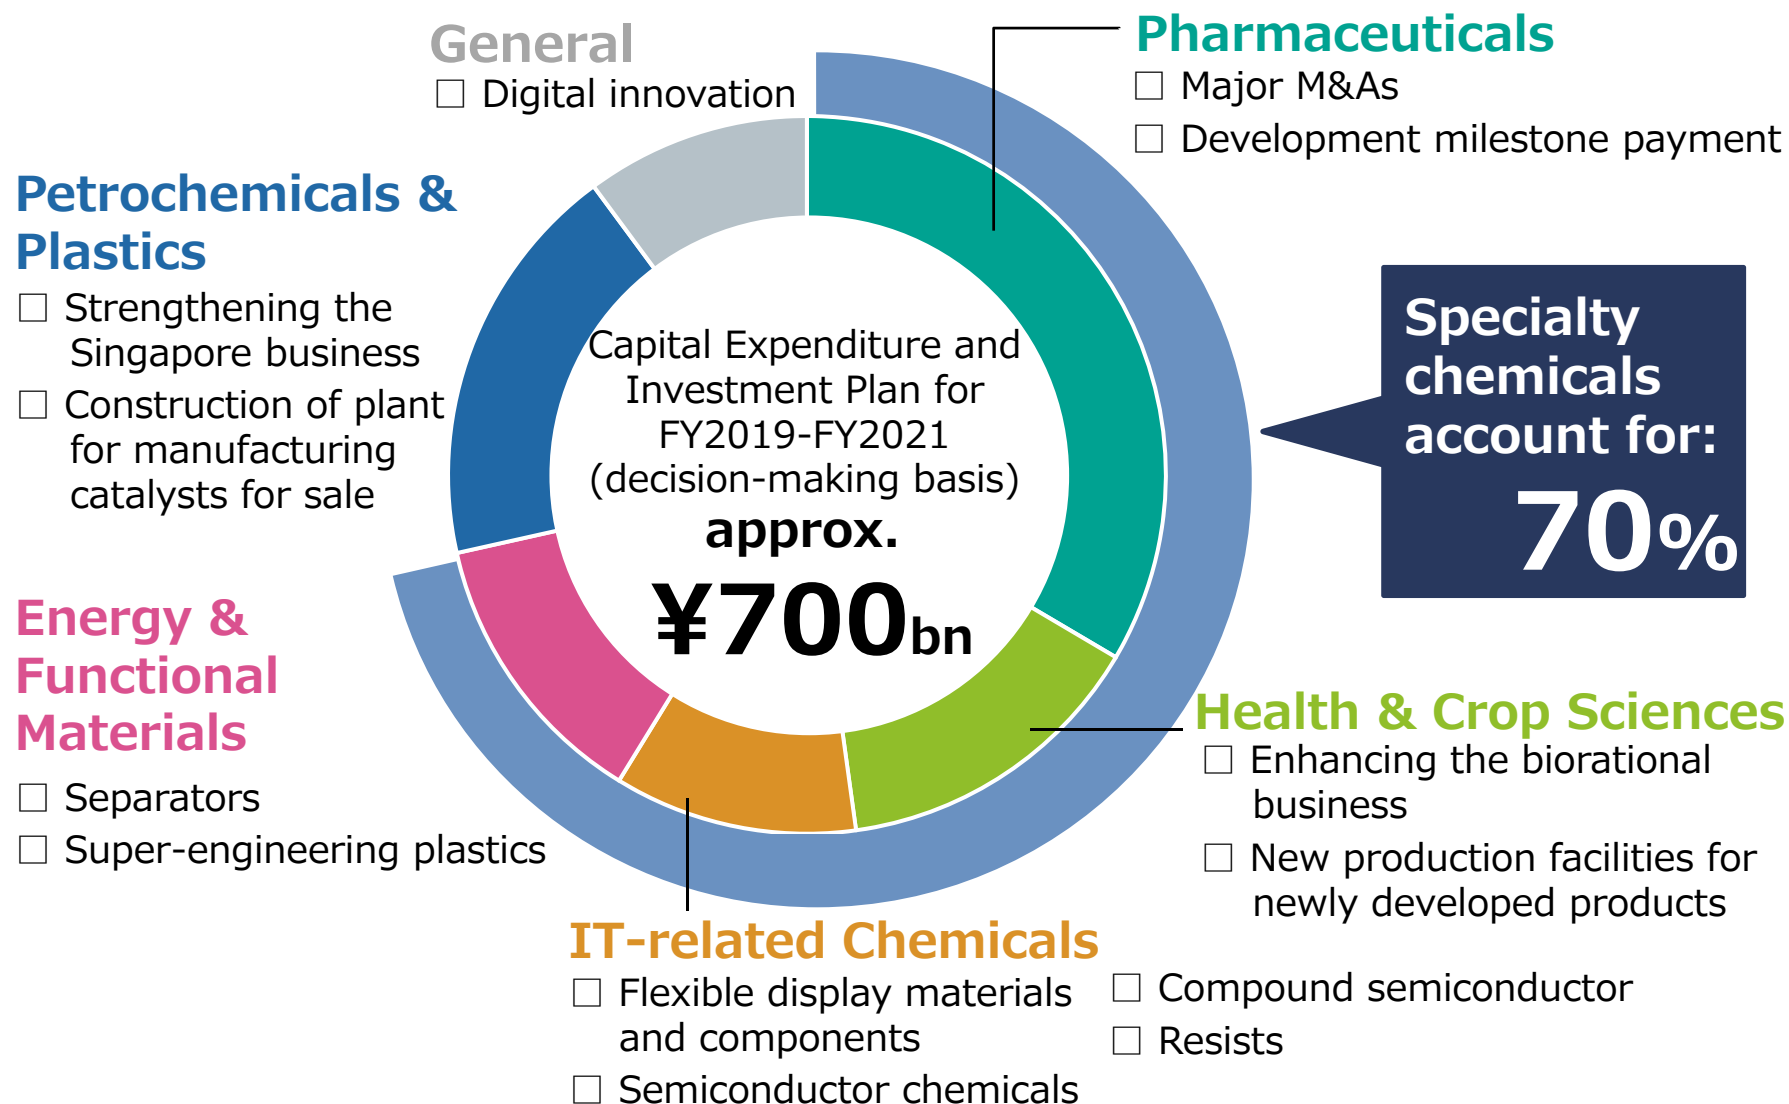 General
□ Digital innovation
Pharmaceuticals
□ Major M&As
□ Development milestone payment
Petrochemicals &
Plastics
□ Strengthening the
Singapore business
□ Construction of plant
for manufacturing
catalysts for sale
Capital Expenditure and
Investment Plan for
FY2019-FY2021
(decision-making basis)
approx.
¥700bn
Specialty
chemicals
account for:
70%
Energy &
Functional
Materials
□ Separators
□ Super-engineering plastics
Health & Crop Sciences
□ Enhancing the biorational
business
□ New production facilities for
newly developed products
IT-related Chemicals
□ Flexible display materials
and components
□ Semiconductor chemicals
□ Compound semiconductor
□ Resists